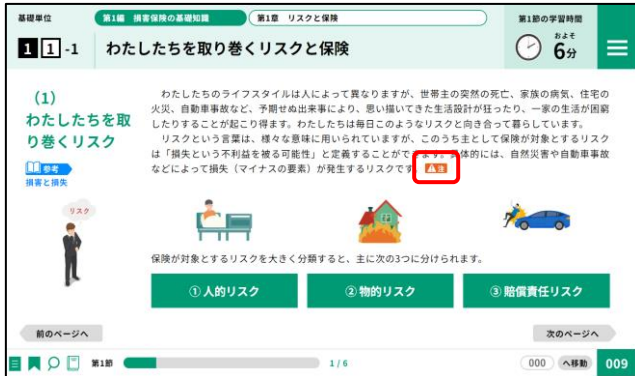 基礎単位
第1編 損害保険の基礎知識
第1章 リスクと保険
第1節の学習時間
1 1 -1
わたしたちを取り巻くリスクと保険
およそ
6分
(1)
わたしたちを取
り巻くリスク
参考
損害と損失
わたしたちのライフスタイルは人によって異なりますが、世帯主の突然の死亡、家族の病気、住宅の
火災、自動車事故など、予期せぬ出来事により、思い描いてきた生活設計が狂ったり、一家の生活が困窮
したりすることが起こり得ます。わたしたちは毎日このようなリスクと向き合って暮らしています。
リスクという言葉は、様々な意味に用いられていますが、このうち主として保険が対象とするリスク
は「損失という不利益を被る可能性」と定義することができます。具体的には、自然災害や自動車事故
などによって損失（マイナスの要素）が発生するリスクです。 注
リスク
保険が対象とするリスクを大きく分類すると、主に次の3つに分けられます。
① 人的リスク
② 物的リスク
③ 賠償責任リスク
前のページへ
次のページへ
第1節
1 / 6
000
へ移動
009